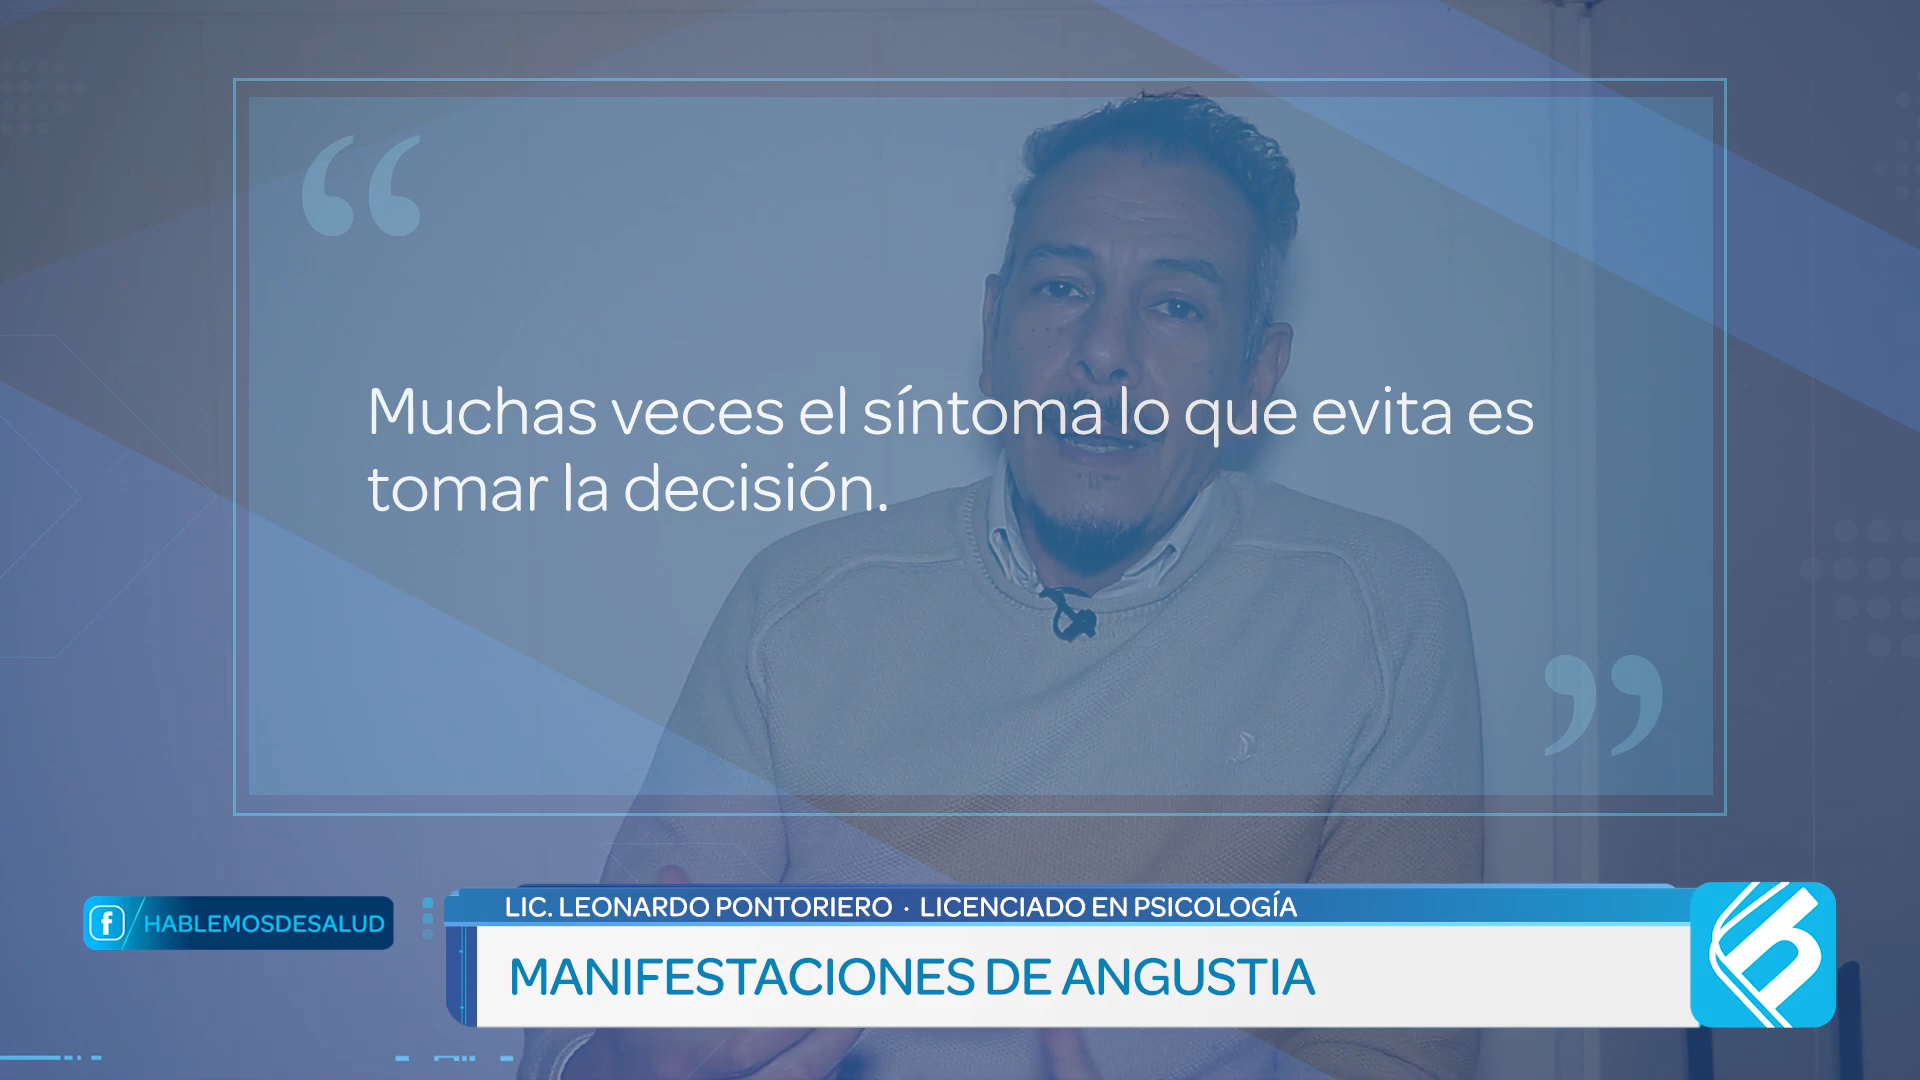 “
Muchas veces el síntoma lo que evita es
tomar la decisión.
”
LIC. LEONARDO PONTORIERO · LICENCIADO EN PSICOLOGÍA
HABLEMOSDESALUD
MANIFESTACIONES DE ANGUSTIA